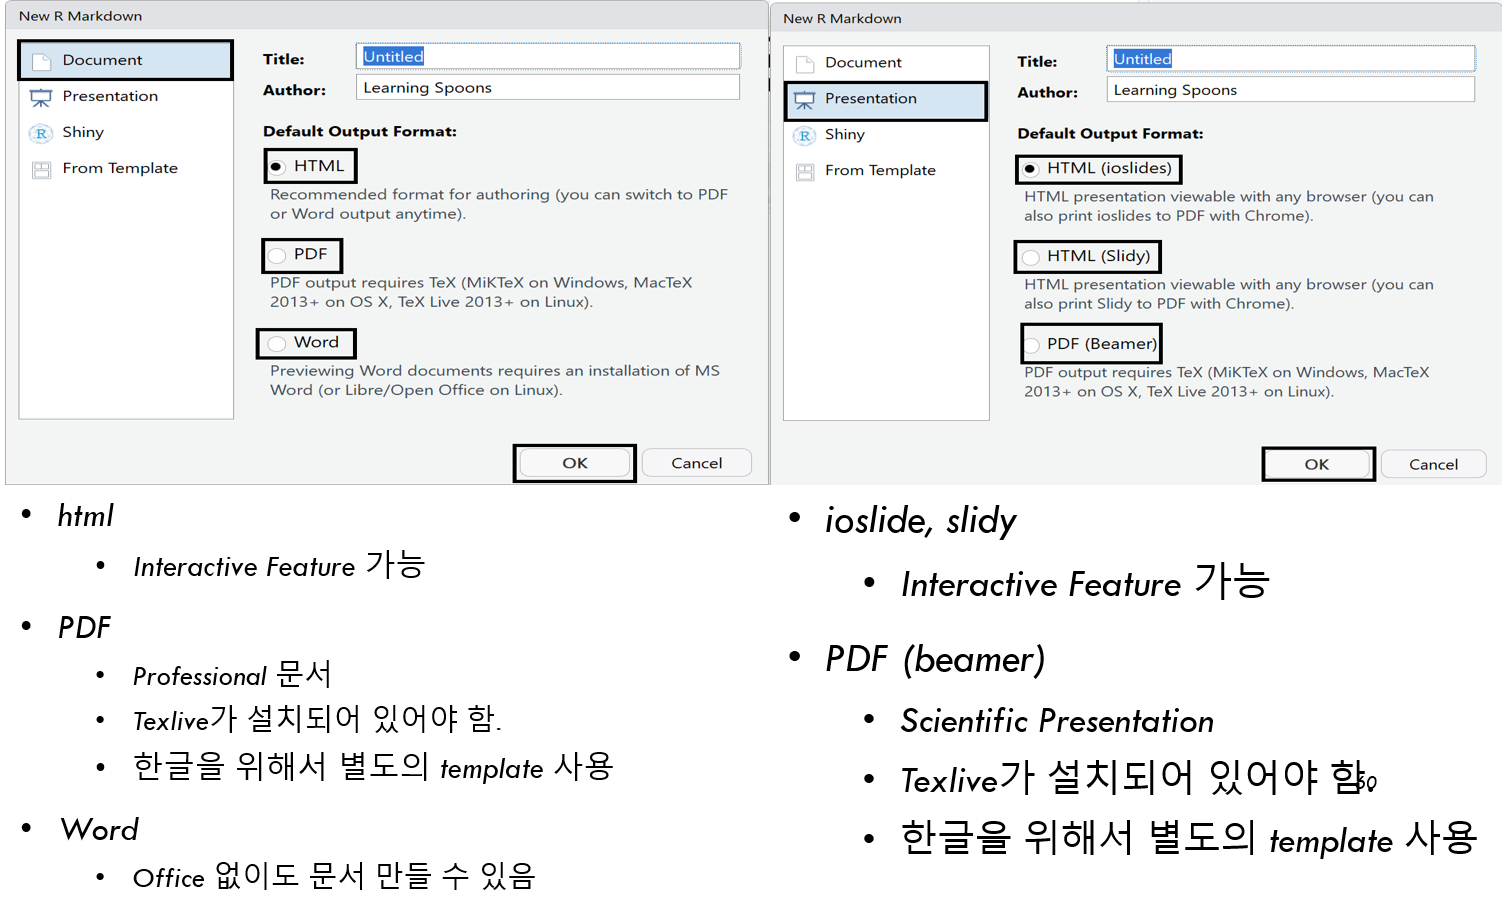 New R Markdown
Document
Presentation
Shiny
From Template
Title: Untitled
Author: Learning Spoons
Default Output Format:
HTML
Recommended format for authoring (you can switch to PDF
or Word output anytime).
PDF
PDF output requires TeX (MiKTeX on Windows, MacTeX
2013+ on OS X, TeX Live 2013+ on Linux).
Word
Previewing Word documents requires an installation of MS
Word (or Libre/Open Office on Linux).
OK
Cancel
• html
• Interactive Feature 가능
• PDF
• Professional 문서
• Texlive가 설치되어 있어야 함.
• 한글을 위해서 별도의 template 사용
• Word
• Office 없이도 문서 만들 수 있음
New R Markdown
Document
Presentation
Shiny
From Template
Title: Untitled
Author: Learning Spoons
Default Output Format:
HTML (ioslides)
HTML presentation viewable with any browser (you can
also print ioslides to PDF with Chrome).
HTML (Slidy)
HTML presentation viewable with any browser (you can
also print Slidy to PDF with Chrome).
PDF (Beamer)
PDF output requires TeX (MiKTeX on Windows, MacTeX
2013+ on OS X, TeX Live 2013+ on Linux).
OK
Cancel
• ioslide, slidy
• Interactive Feature 가능
• PDF (beamer)
• Scientific Presentation
• Texlive가 설치되어 있어야 함.
• 한글을 위해서 별도의 template 사용